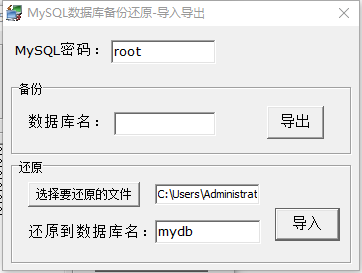 MySQL数据库备份还原-导入导出
MySQL密码： root
备份
数据库名： 导出
还原
选择要还原的文件 C:\Users\Administrat
还原到数据库名： mydb 导入